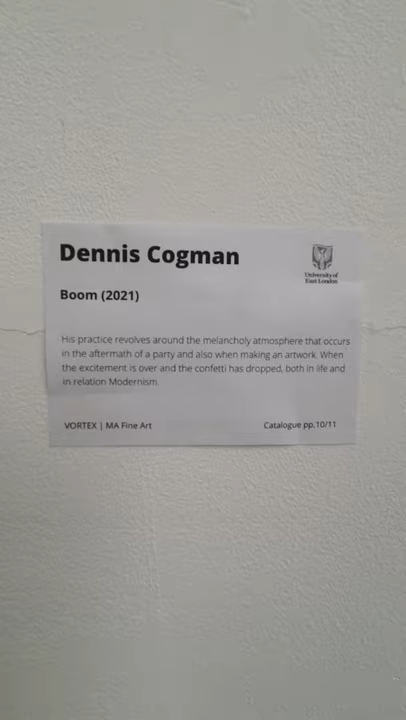 Dennis Cogman
University of
East London
Boom (2021)
His practice revolves around the melancholy atmosphere that occurs
in the aftermath of a party and also when making an artwork. When
the excitement is over and the confetti has dropped, both in life and
in relation Modernism.
VORTEX | MA Fine Art
Catalogue pp.10/11